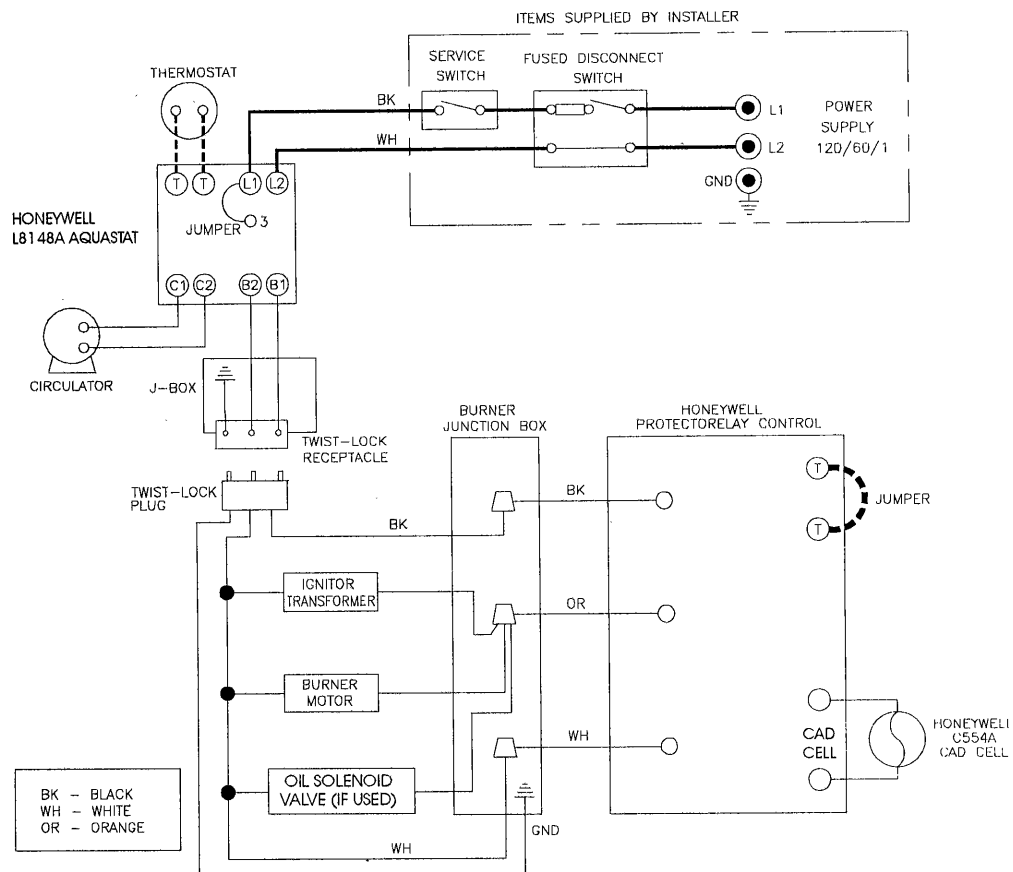 ITEMS SUPPLIED BY INSTALLER
SERVICE
SWITCH
FUSED DISCONNECT
SWITCH
THERMOSTAT
BK
WH
L1
L2
GND
POWER
SUPPLY
120/60/1
T
T
L1
L2
3
JUMPER
HONEYWELL
L8148A AQUASTAT
C1
C2
B2
B1
CIRCULATOR
J-BOX
TWIST-LOCK
RECEPTACLE
TWIST-LOCK
PLUG
BURNER
JUNCTION BOX
HONEYWELL
PROTECTORELAY CONTROL
BK
BK
T
T
JUMPER
IGNITOR
TRANSFORMER
OR
BURNER
MOTOR
WH
CAD
CELL
HONEYWELL
C554A
CAD CELL
OIL SOLENOID
VALVE (IF USED)
GND
WH
BK - BLACK
WH - WHITE
OR - ORANGE